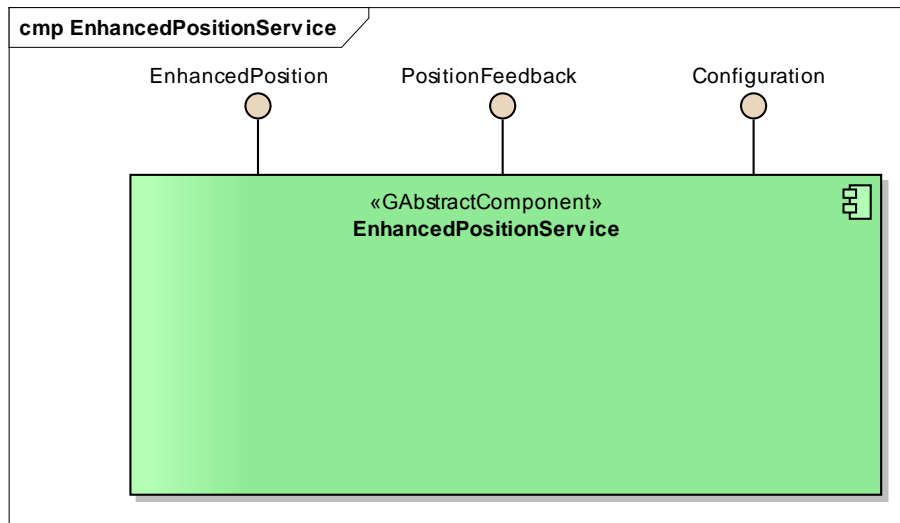 cmp EnhancedPositionService
EnhancedPosition
PositionFeedback
Configuration
«GAbstractComponent»
EnhancedPositionService